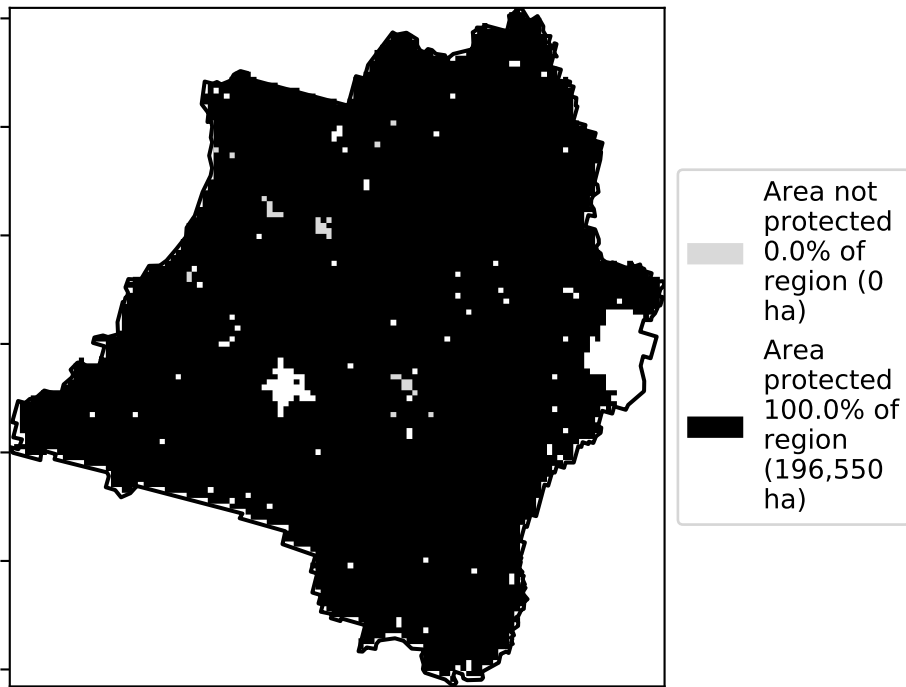 Area not
protected
0.0% of
region (0
ha)
Area
protected
100.0% of
region
(196,550
ha)